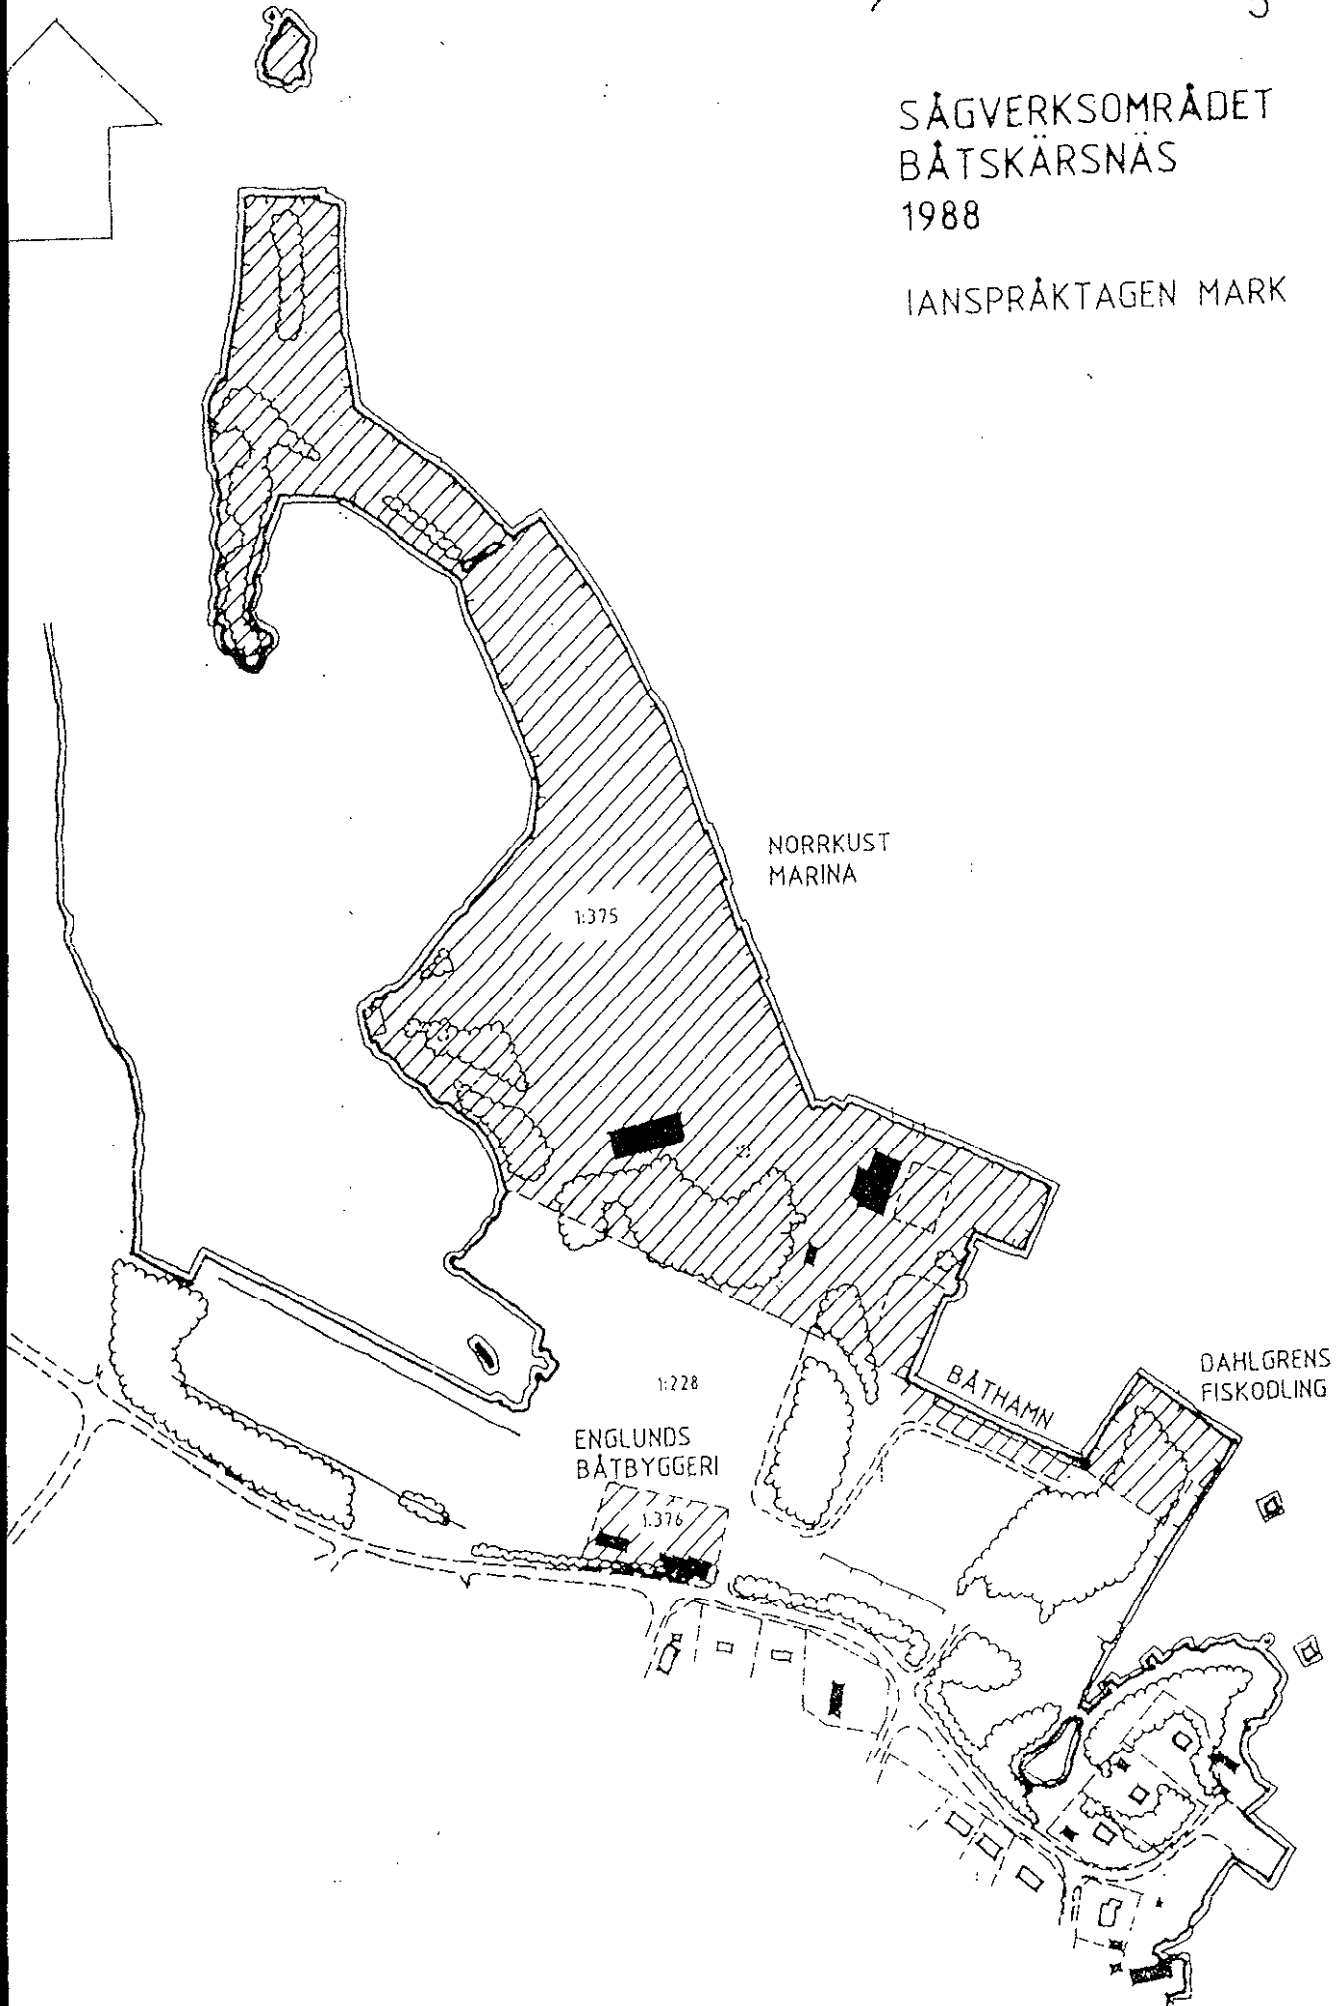 SÅGVERKSOMRÅDET
BÅTSKÄRSNÄS
1988
IANSPRÅKTAGEN MARK
NORRKUST
MARINA
1:375
DAHLGRENS
FISKODLING
BÅTHAMN
1:228
ENGLUNDS
BÅTBYGGERI
1:376